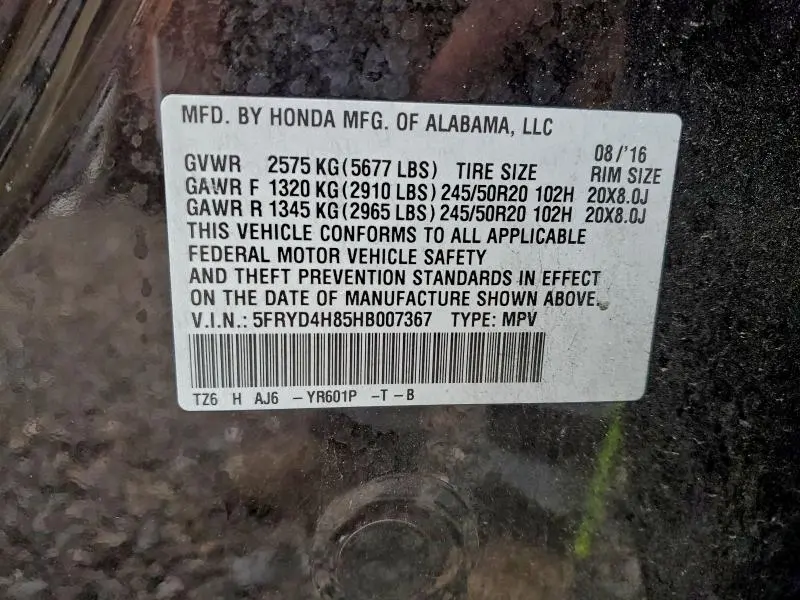 MFD. BY HONDA MFG. OF ALABAMA, LLC
08/'16
GVWR 2575 KG (5677 LBS) TIRE SIZE RIM SIZE
GAWR F 1320 KG (2910 LBS) 245/50R20 102H 20X8.0J
GAWR R 1345 KG (2965 LBS) 245/50R20 102H 20X8.0J
THIS VEHICLE CONFORMS TO ALL APPLICABLE
FEDERAL MOTOR VEHICLE SAFETY
AND THEFT PREVENTION STANDARDS IN EFFECT
ON THE DATE OF MANUFACTURE SHOWN ABOVE.
V.I.N.: 5FRYD4H85HB007367 TYPE: MPV
TZ6 H AJ6 -YR601P -T-B